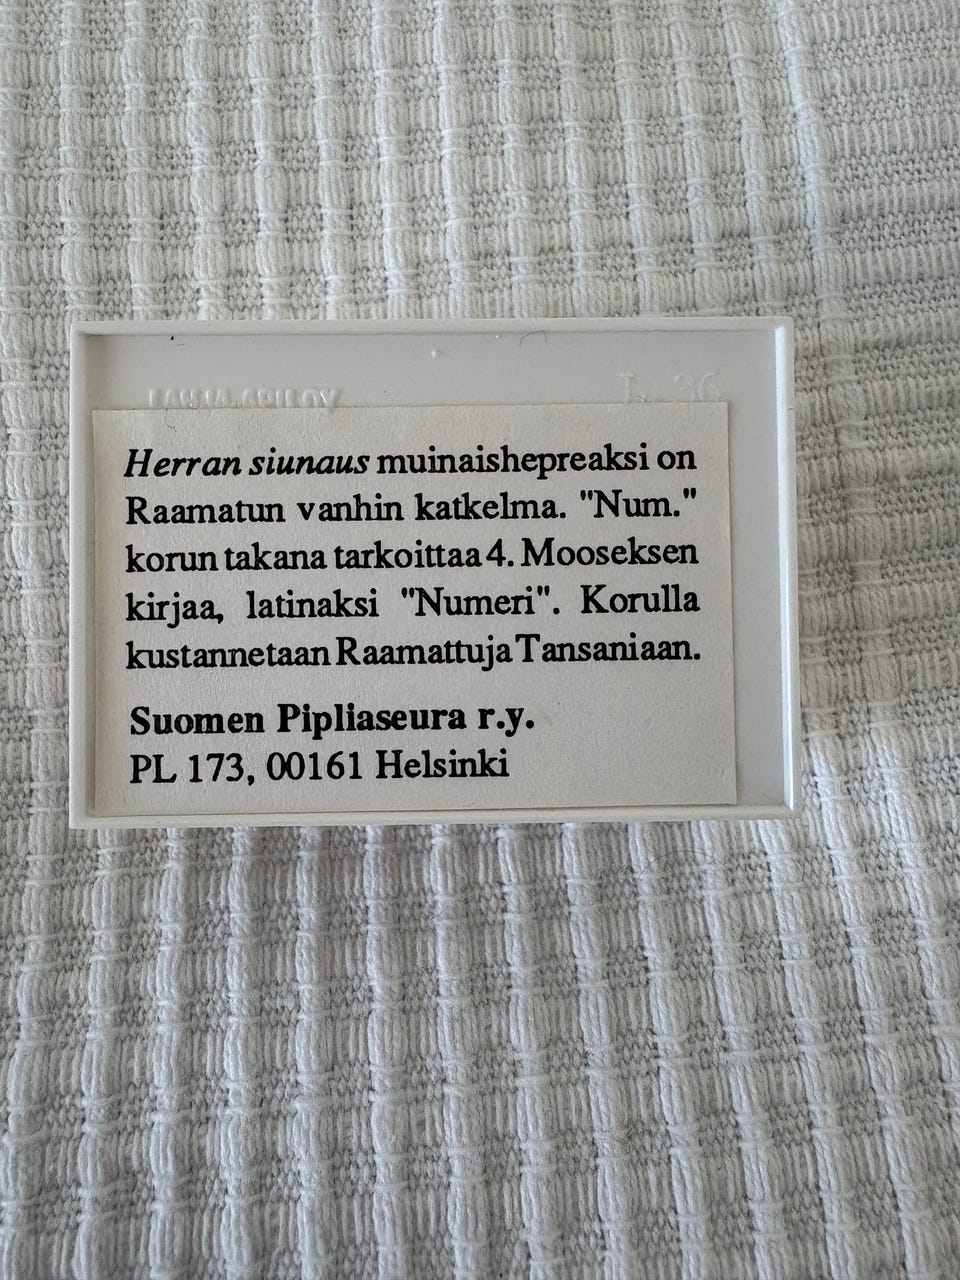 Herran siunaus muinaishepreaksi on
Raamatun vanhin katkelma. "Num."
korun takana tarkoittaa 4. Mooseksen
kirjaa, latinaksi "Numeri". Korulla
kustannetaan Raamattuja Tansaniaan.
Suomen Pipliaseura r.y.
PL 173, 00161 Helsinki